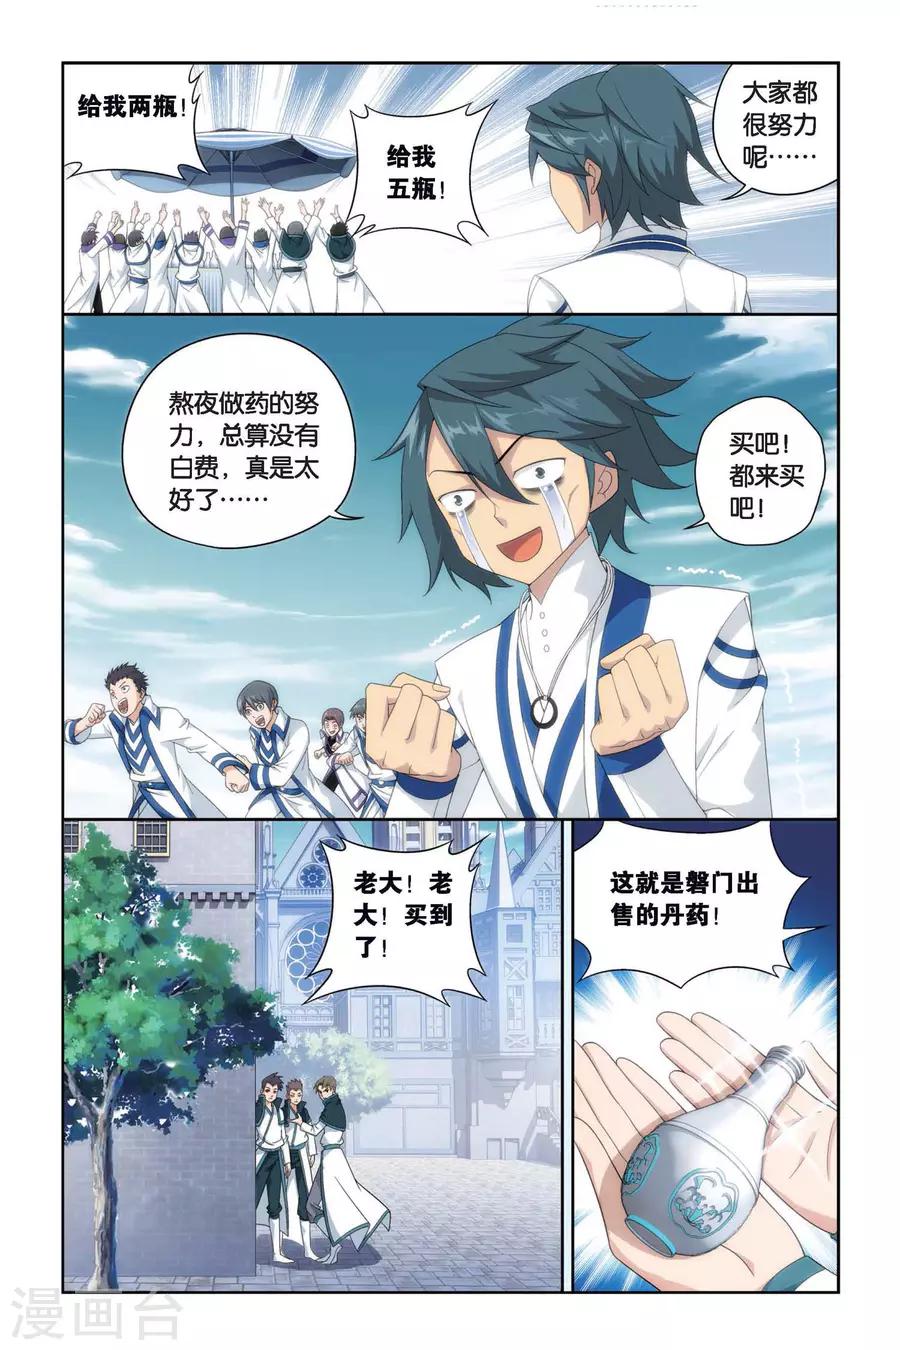 给我两瓶！
给我
五瓶！
大家都
很努力
呢……
熬夜做药的努
力，总算没有
白费，真是太
好了……
买吧！
都来买
吧！
老大！老
大！买到
了！
这就是磐门出
售的丹药！
漫画台